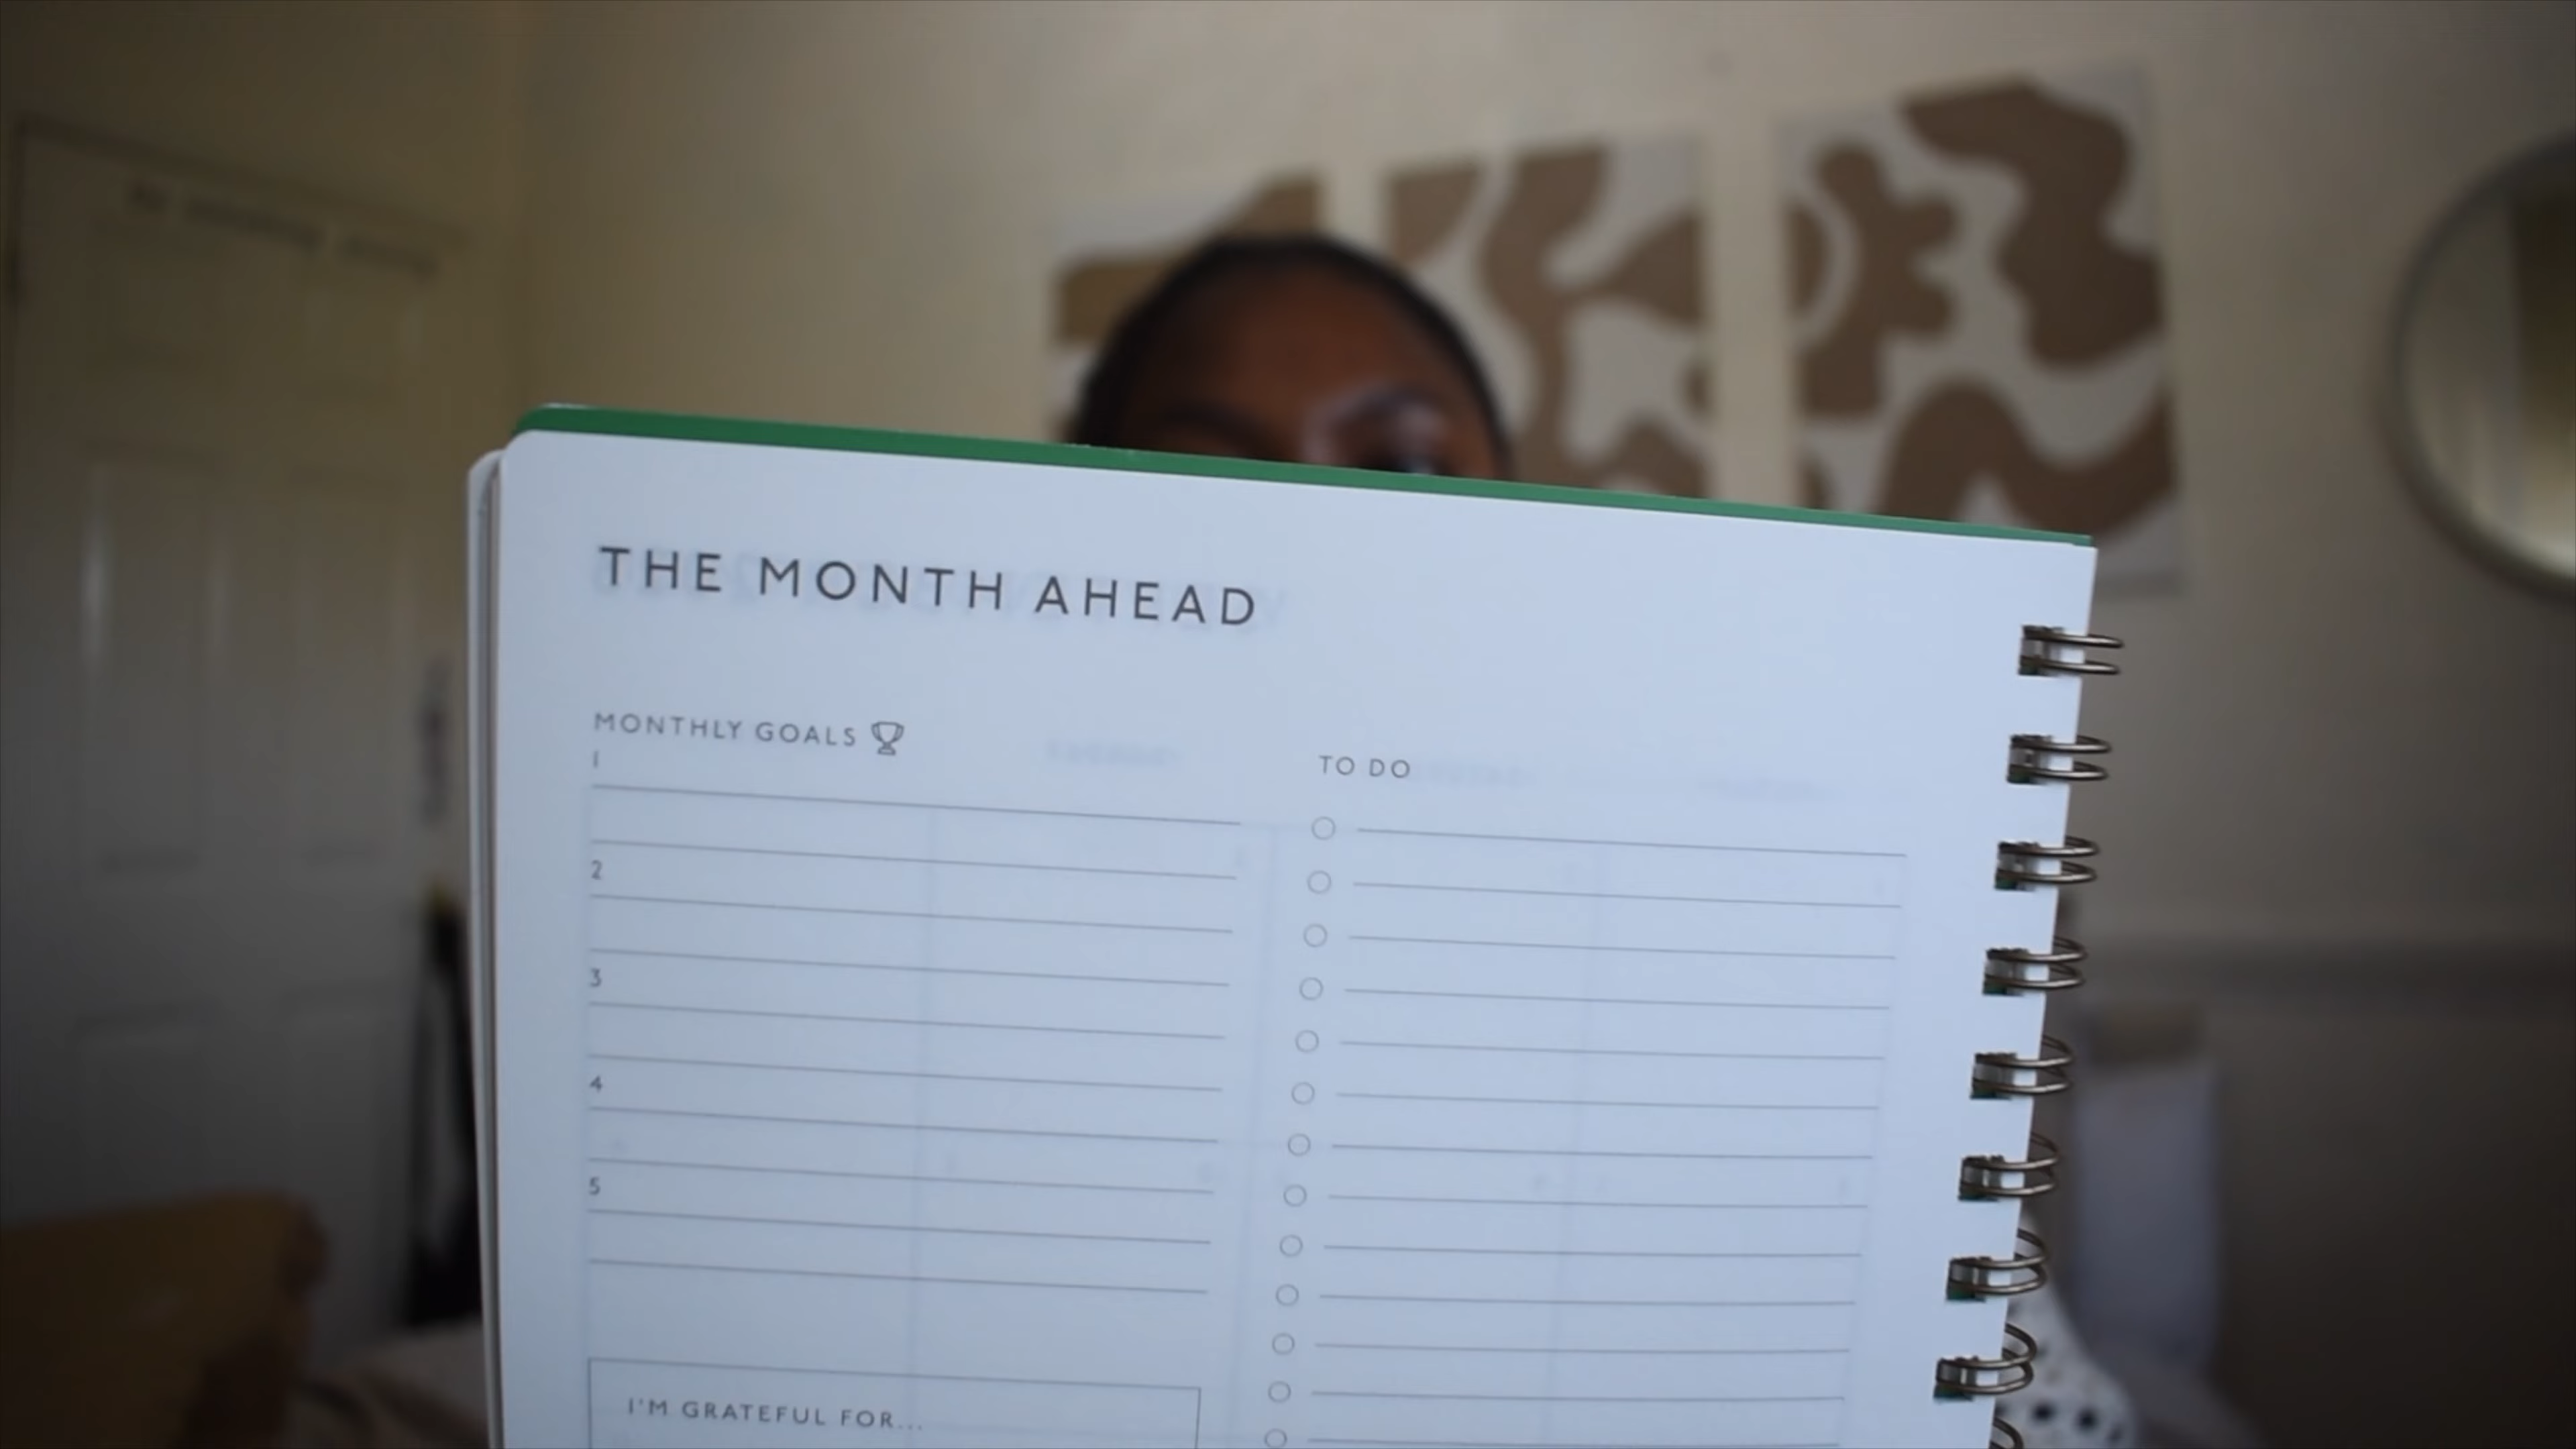 THE MONTH AHEAD
MONTHLY GOALS
1
2
3
4
5
I'M GRATEFUL FOR...
TO DO